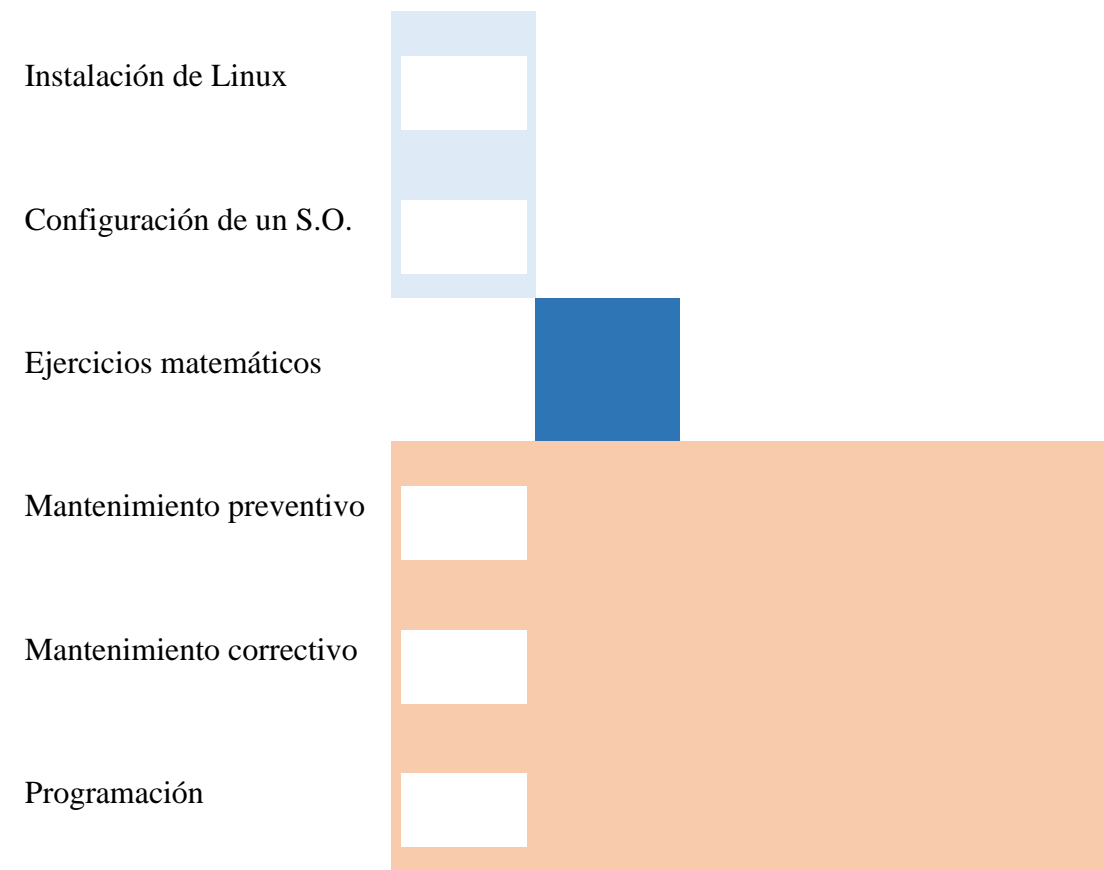 Instalación de Linux
Configuración de un S.O.
Ejercicios matemáticos
Mantenimiento preventivo
Mantenimiento correctivo
Programación